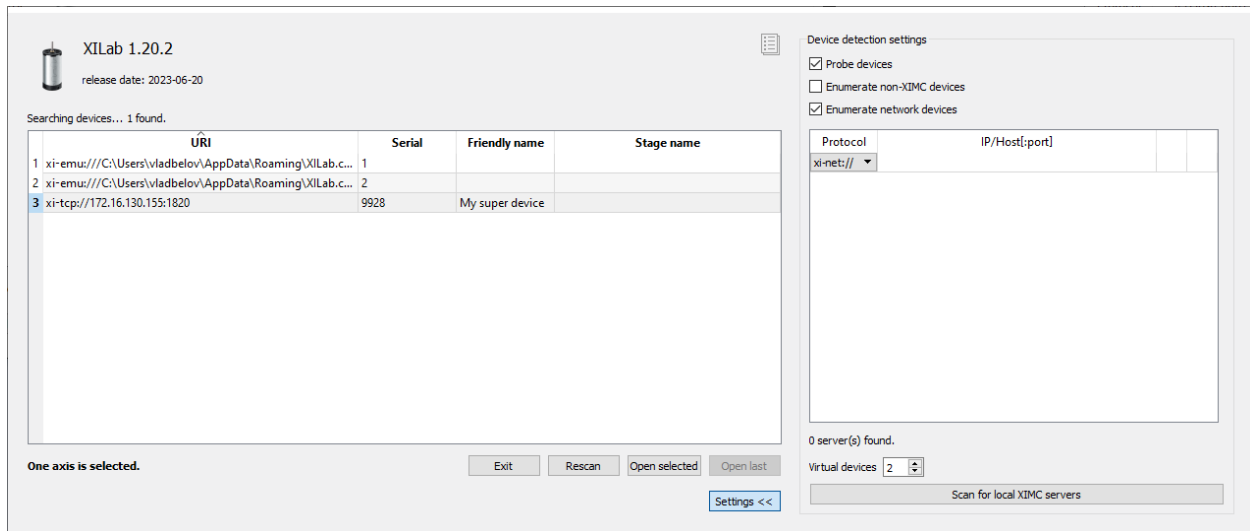 XILab 1.20.2
release date: 2023-06-20
Searching devices... 1 found.
URI Serial Friendly name Stage name
1 xi-emu:///C:\Users\vladbelov\AppData\Roaming\XILab.c... 1
2 xi-emu:///C:\Users\vladbelov\AppData\Roaming\XILab.c... 2
3 xi-tcp://172.16.130.155:1820 9928 My super device
One axis is selected.
Exit Rescan Open selected Open last
Settings <<
Device detection settings
Probe devices
Enumerate non-XIMC devices
Enumerate network devices
Protocol IP/Host[:port]
xi-net://
0 server(s) found.
Virtual devices 2
Scan for local XIMC servers